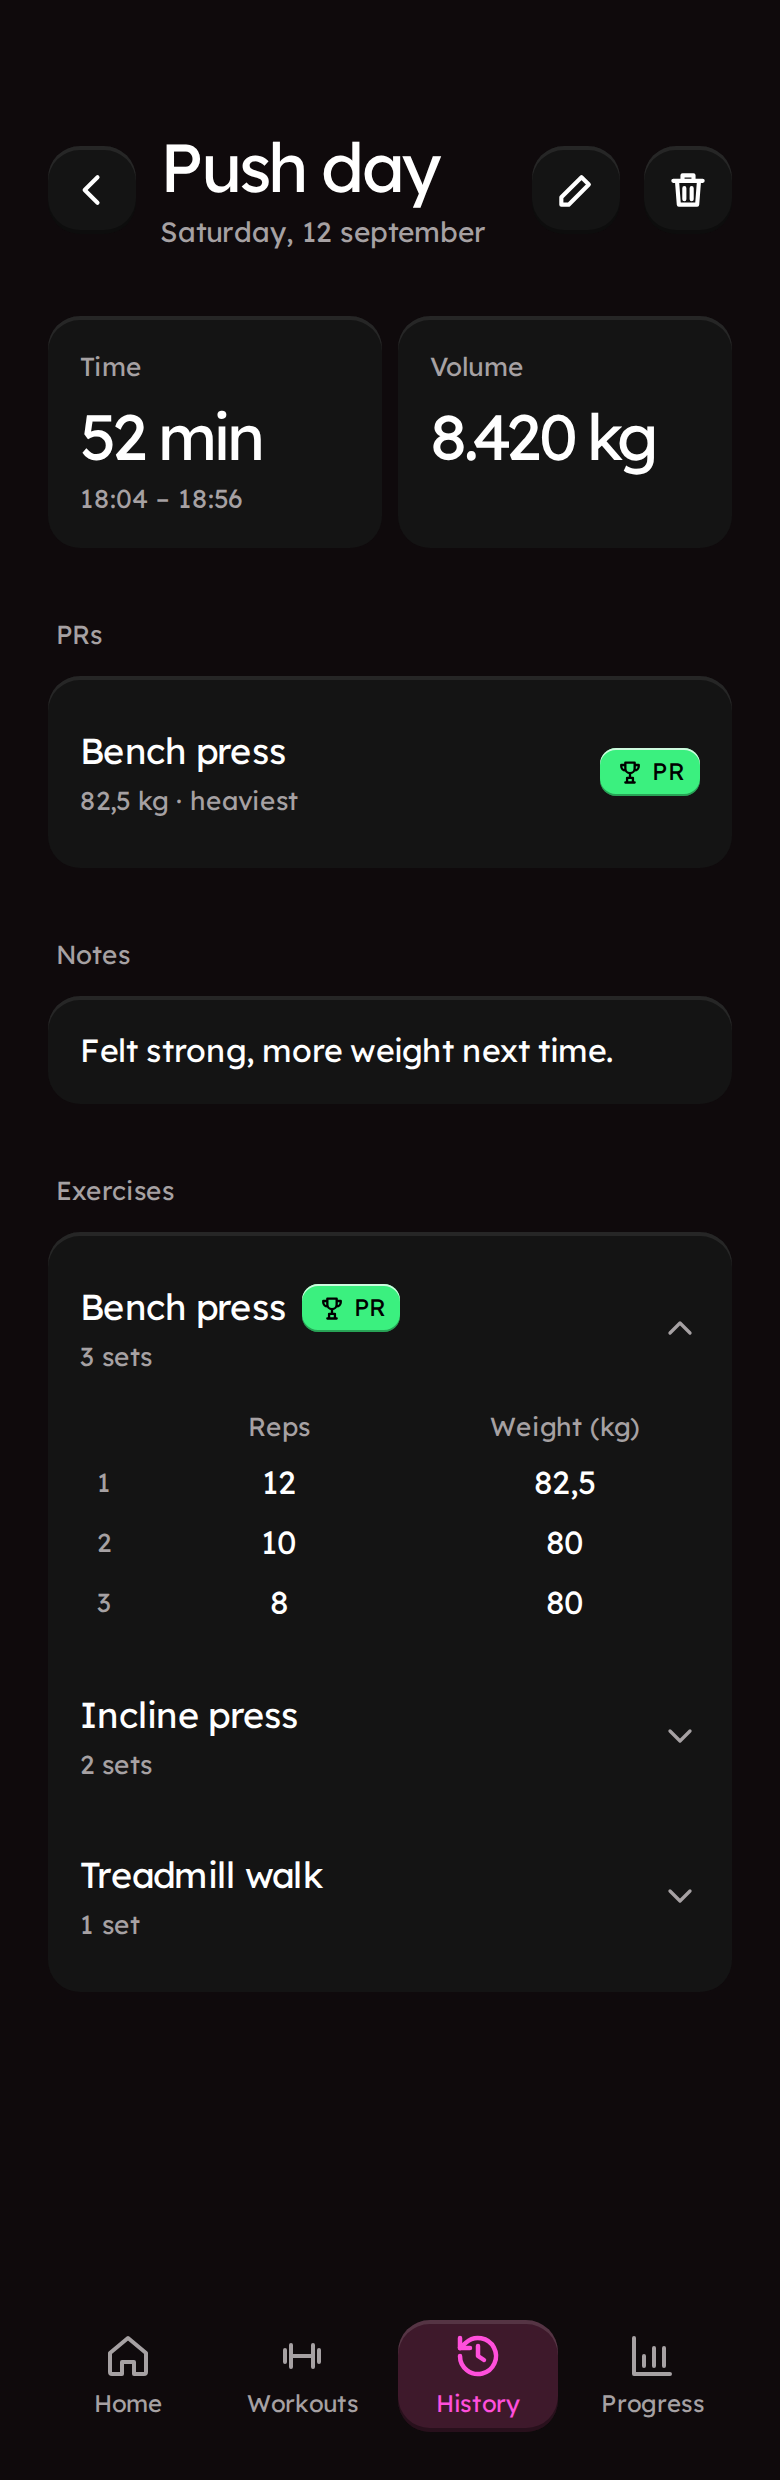 Push day
Saturday, 12 september
Time
52 min
18:04 – 18:56
Volume
8.420 kg
PRs
Bench press
82,5 kg · heaviest
PR
Notes
Felt strong, more weight next time.
Exercises
Bench press PR
3 sets
Reps Weight (kg)
1 12 82,5
2 10 80
3 8 80
Incline press
2 sets
Treadmill walk
1 set
Home Workouts History Progress